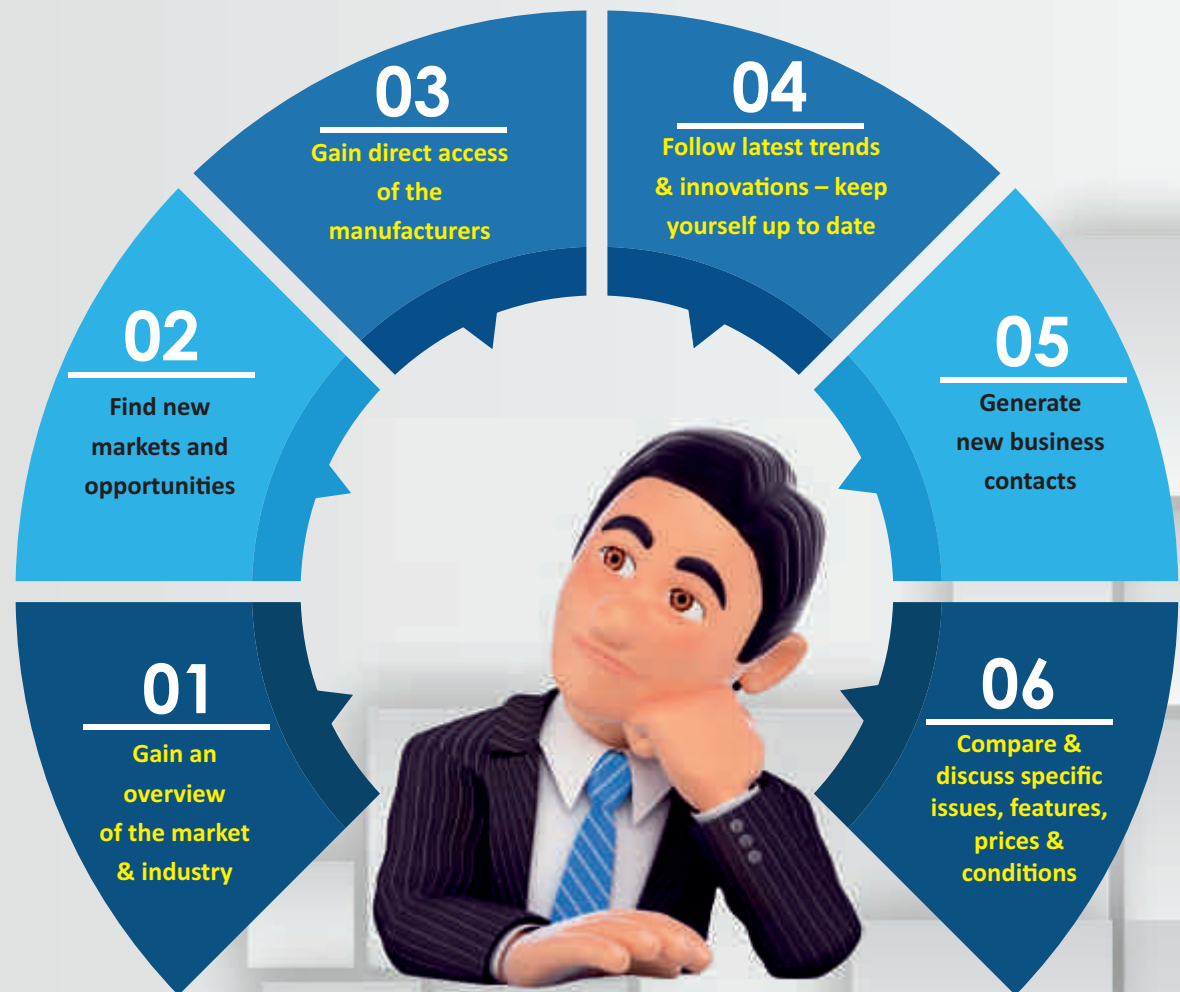 01
Gain an
overview
of the market
& industry
02
Find new
markets and
opportunities
03
Gain direct access
of the
manufacturers
04
Follow latest trends
& innovations – keep
yourself up to date
05
Generate
new business
contacts
06
Compare &
discuss specific
issues, features,
prices &
conditions